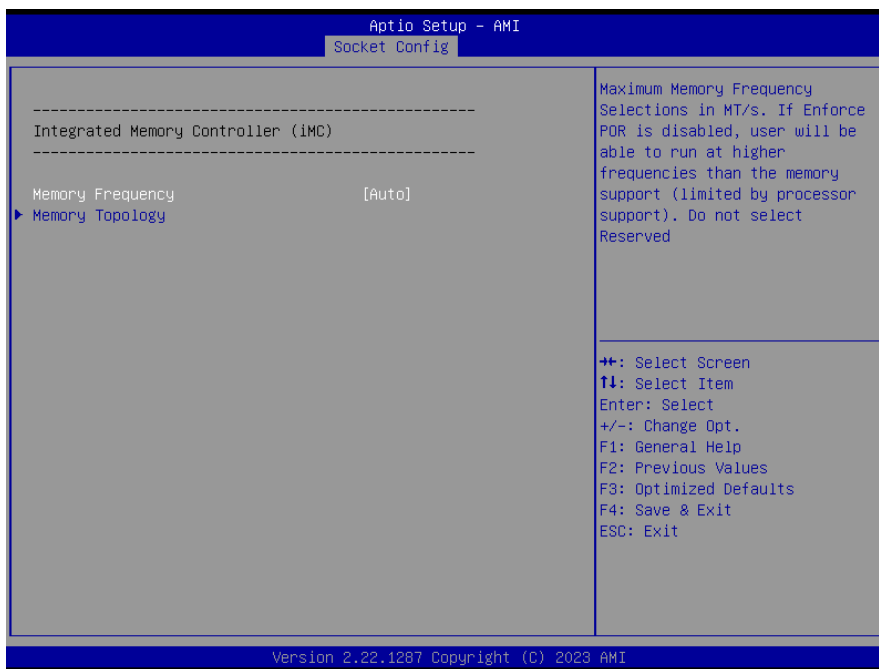 Aptio Setup - AMI
Socket Config
--------------------------------------------------
Integrated Memory Controller (iMC)
--------------------------------------------------
Memory Frequency [Auto]
Memory Topology
Maximum Memory Frequency
Selections in MT/s. If Enforce
POR is disabled, user will be
able to run at higher
frequencies than the memory
support (limited by processor
support). Do not select
Reserved
→←: Select Screen
↑↓: Select Item
Enter: Select
+/-: Change Opt.
F1: General Help
F2: Previous Values
F3: Optimized Defaults
F4: Save & Exit
ESC: Exit
Version 2.22.1287 Copyright (C) 2023 AMI